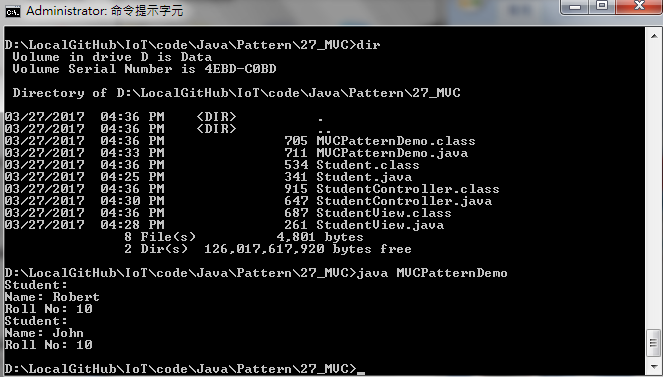 Administrator: 命令提示字元
D:\LocalGitHub\IoT\code\Java\Pattern\27_MVC>dir
Volume in drive D is Data
Volume Serial Number is 4EBD-C0BD
Directory of D:\LocalGitHub\IoT\code\Java\Pattern\27_MVC
03/27/2017 04:36 PM <DIR> .
03/27/2017 04:36 PM <DIR> ..
03/27/2017 04:36 PM 705 MVCPatternDemo.class
03/27/2017 04:33 PM 711 MVCPatternDemo.java
03/27/2017 04:36 PM 534 Student.class
03/27/2017 04:25 PM 341 Student.java
03/27/2017 04:36 PM 915 StudentController.class
03/27/2017 04:30 PM 647 StudentController.java
03/27/2017 04:36 PM 687 StudentView.class
03/27/2017 04:28 PM 261 StudentView.java
8 File(s) 4,801 bytes
2 Dir(s) 126,017,617,920 bytes free
D:\LocalGitHub\IoT\code\Java\Pattern\27_MVC>java MVCPatternDemo
Student:
Name: Robert
Roll No: 10
Student:
Name: John
Roll No: 10
D:\LocalGitHub\IoT\code\Java\Pattern\27_MVC>_